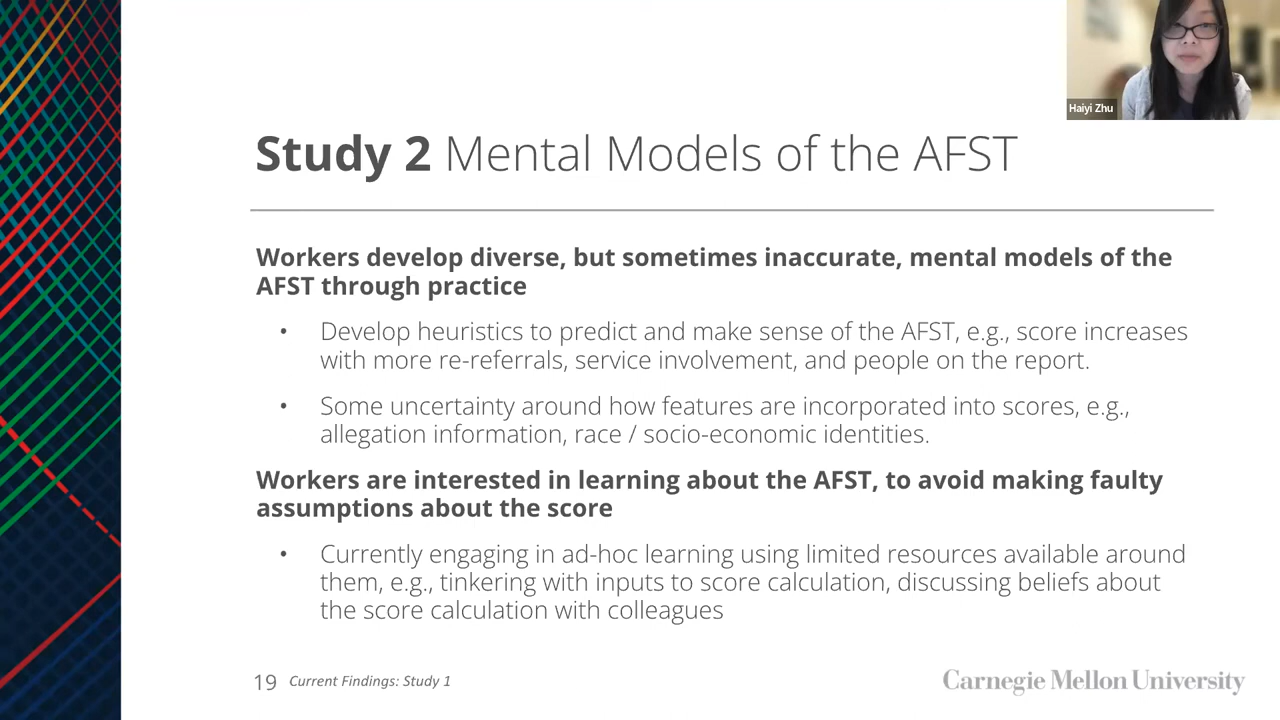 Haiyi Zhu
Study 2 Mental Models of the AFST
Workers develop diverse, but sometimes inaccurate, mental models of the
AFST through practice
• Develop heuristics to predict and make sense of the AFST, e.g., score increases
with more re-referrals, service involvement, and people on the report.
• Some uncertainty around how features are incorporated into scores, e.g.,
allegation information, race / socio-economic identities.
Workers are interested in learning about the AFST, to avoid making faulty
assumptions about the score
• Currently engaging in ad-hoc learning using limited resources available around
them, e.g., tinkering with inputs to score calculation, discussing beliefs about
the score calculation with colleagues
19 Current Findings: Study 1
Carnegie Mellon University